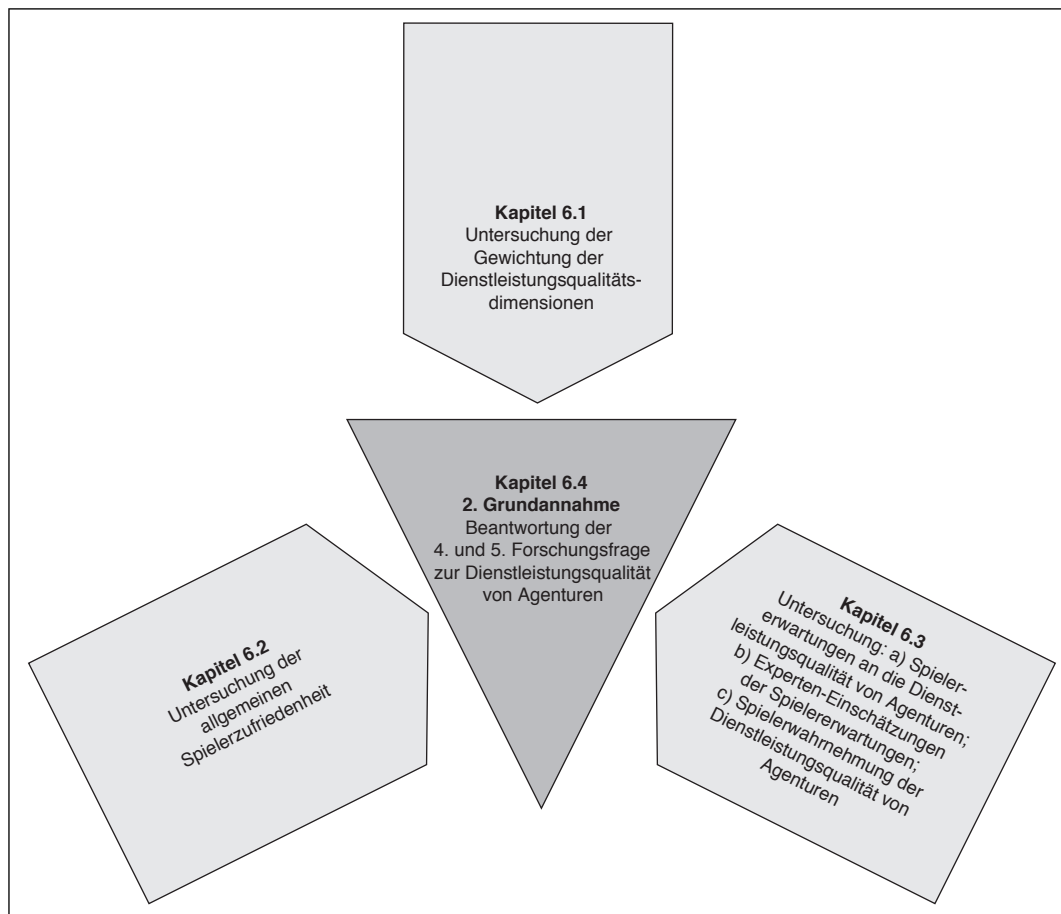 Kapitel 6.1
Untersuchung der
Gewichtung der
Dienstleistungsqualitäts-
dimensionen
Kapitel 6.4
2. Grundannahme
Beantwortung der
4. und 5. Forschungsfrage
zur Dienstleistungsqualität
von Agenturen
Kapitel 6.2
Untersuchung der
allgemeinen
Spielerzufriedenheit
Kapitel 6.3
Untersuchung: a) Spieler-
erwartungen an die Dienst-
leistungsqualität von Agenturen;
b) Experten-Einschätzungen
der Spielererwartungen;
c) Spielerwahrnehmung der
Dienstleistungsqualität von
Agenturen